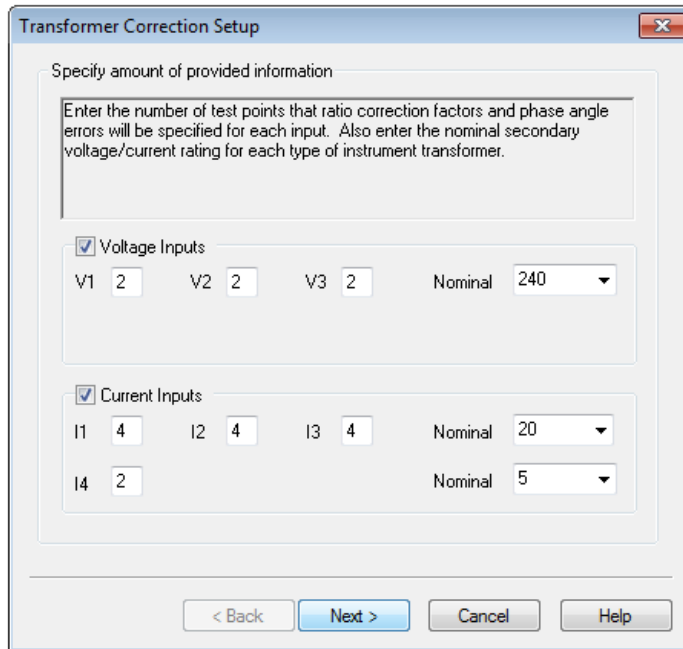 Transformer Correction Setup
Specify amount of provided information
Enter the number of test points that ratio correction factors and phase angle
errors will be specified for each input. Also enter the nominal secondary
voltage/current rating for each type of instrument transformer.
Voltage Inputs
V1 2 V2 2 V3 2 Nominal 240
Current Inputs
I1 4 I2 4 I3 4 Nominal 20
I4 2 Nominal 5
< Back Next > Cancel Help